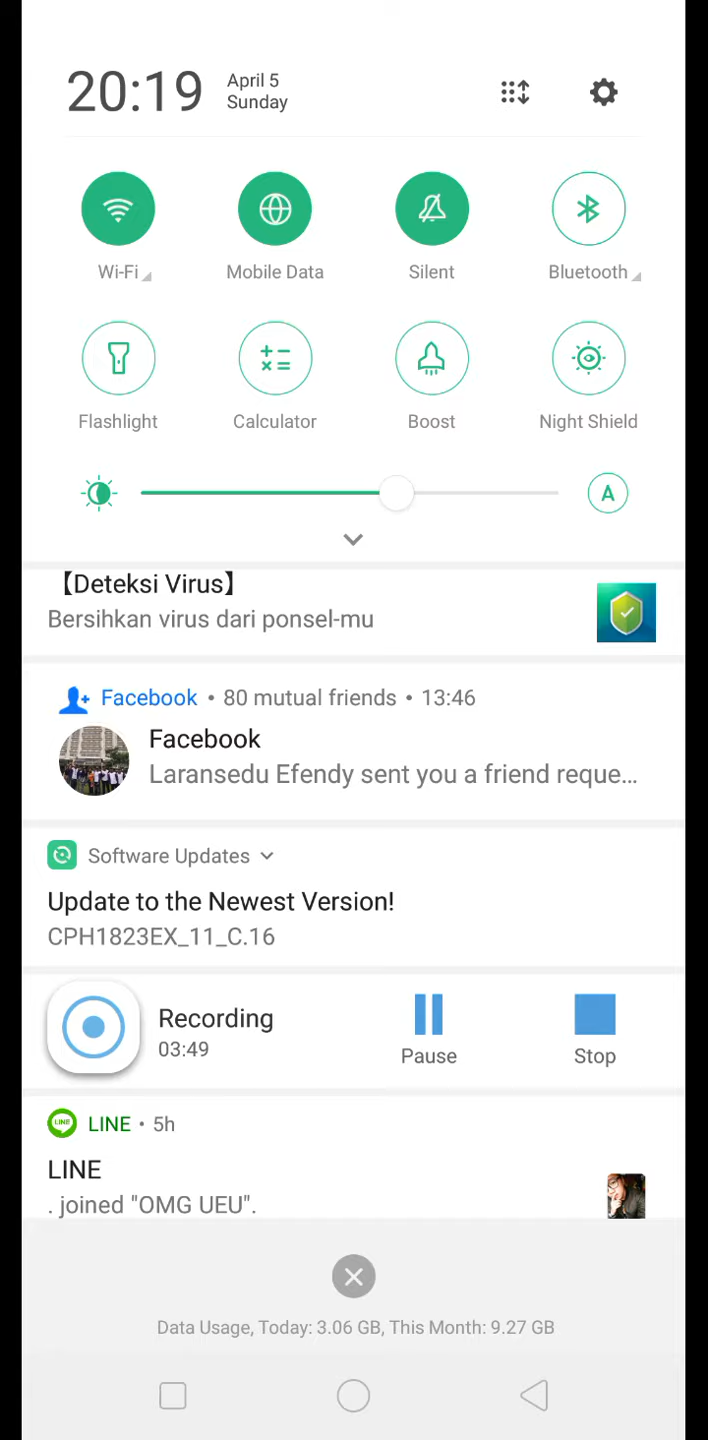 20:19
April 5
Sunday
Wi-Fi
Mobile Data
Silent
Bluetooth
Flashlight
Calculator
Boost
Night Shield
A
【Deteksi Virus】
Bersihkan virus dari ponsel-mu
Facebook • 80 mutual friends • 13:46
Facebook
Laransedu Efendy sent you a friend reque...
Software Updates
Update to the Newest Version!
CPH1823EX_11_C.16
Recording
03:49
Pause
Stop
LINE
LINE • 5h
LINE
. joined "OMG UEU".
Data Usage, Today: 3.06 GB, This Month: 9.27 GB